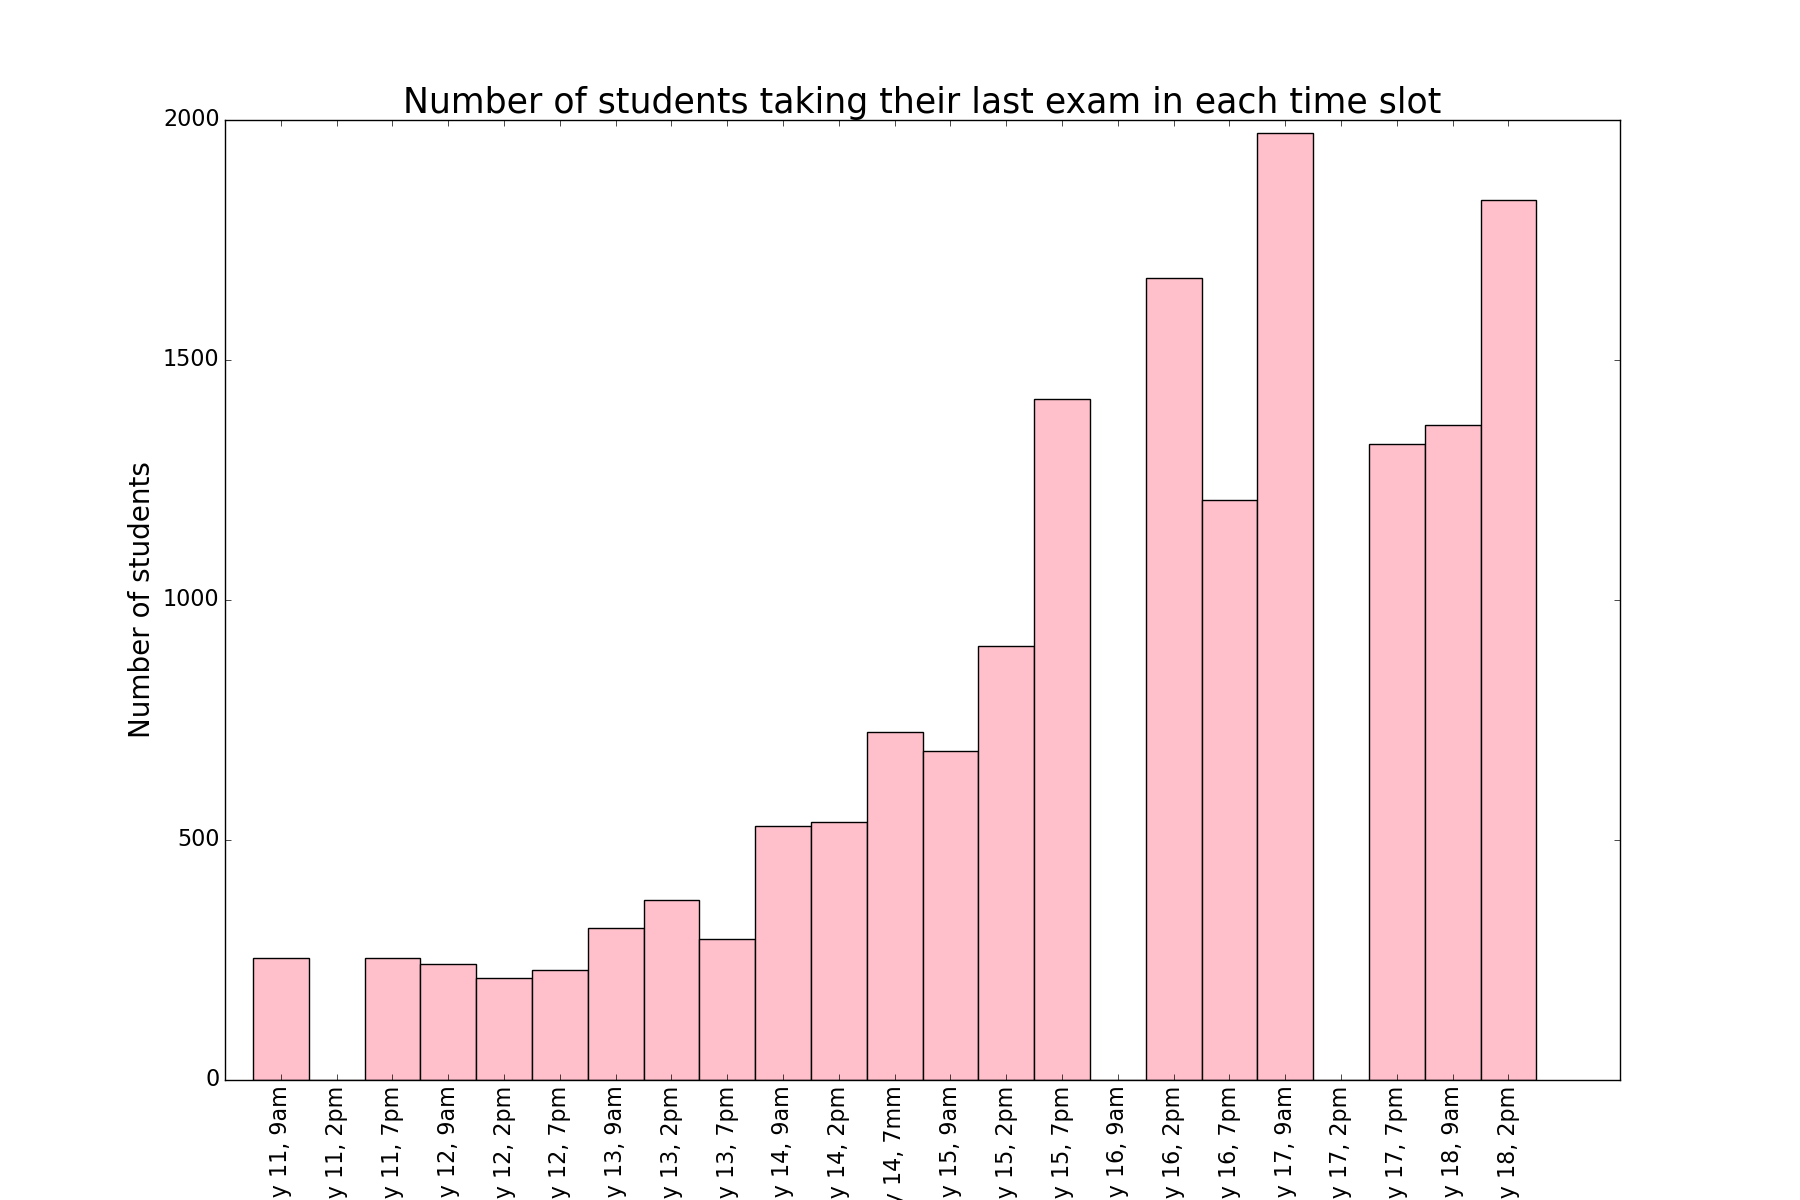 Number of students taking their last exam in each time slot
Number of students
2000
1500
1000
500
0
y 11, 9am
y 11, 2pm
y 11, 7pm
y 12, 9am
y 12, 2pm
y 12, 7pm
y 13, 9am
y 13, 2pm
y 13, 7pm
y 14, 9am
y 14, 2pm
y 14, 7mm
y 15, 9am
y 15, 2pm
y 15, 7pm
y 16, 9am
y 16, 2pm
y 16, 7pm
y 17, 9am
y 17, 2pm
y 17, 7pm
y 18, 9am
y 18, 2pm